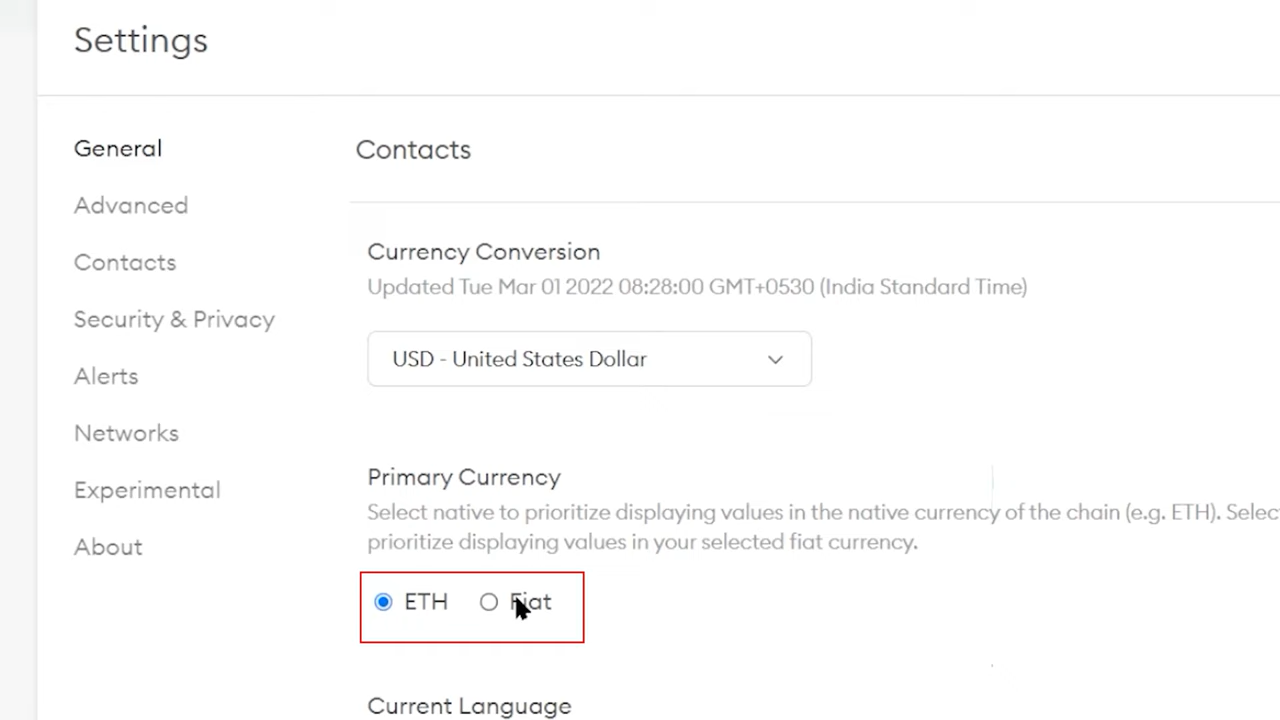 Settings
General
Advanced
Contacts
Security & Privacy
Alerts
Networks
Experimental
About
Contacts
Currency Conversion
Updated Tue Mar 01 2022 08:28:00 GMT+0530 (India Standard Time)
USD - United States Dollar
Primary Currency
Select native to prioritize displaying values in the native currency of the chain (e.g. ETH). Selec
prioritize displaying values in your selected fiat currency.
ETH Fiat
Current Language